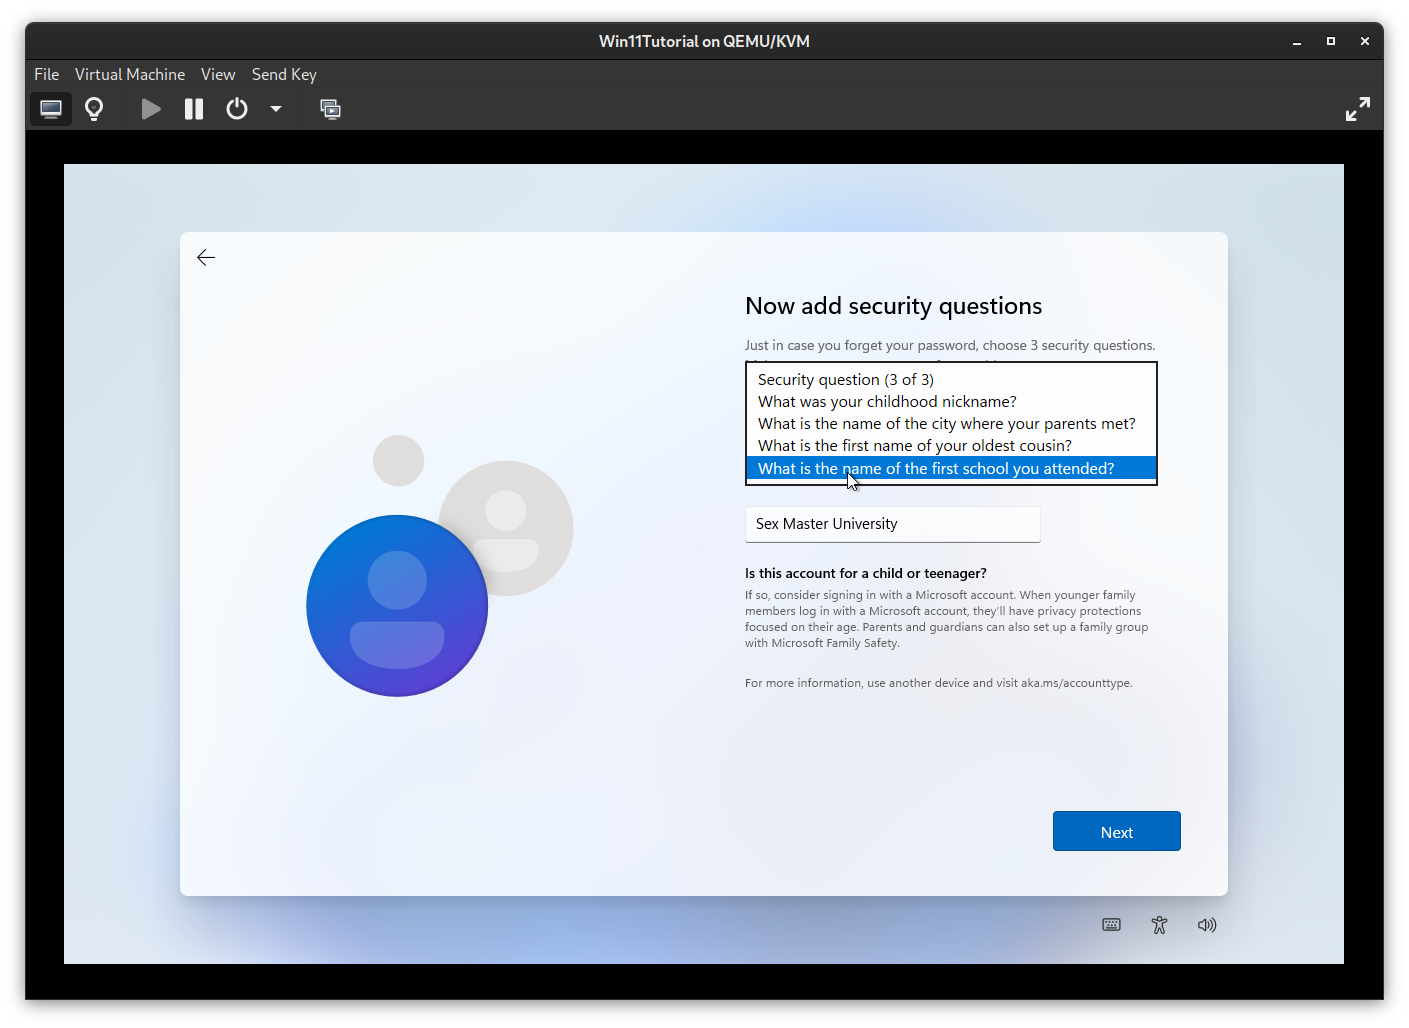 Win11Tutorial on QEMU/KVM
File Virtual Machine View Send Key
Now add security questions
Just in case you forget your password, choose 3 security questions.
Security question (3 of 3)
What was your childhood nickname?
What is the name of the city where your parents met?
What is the first name of your oldest cousin?
What is the name of the first school you attended?
Sex Master University
Is this account for a child or teenager?
If so, consider signing in with a Microsoft account. When younger family
members log in with a Microsoft account, they’ll have privacy protections
focused on their age. Parents and guardians can also set up a family group
with Microsoft Family Safety.
For more information, use another device and visit aka.ms/accounttype.
Next